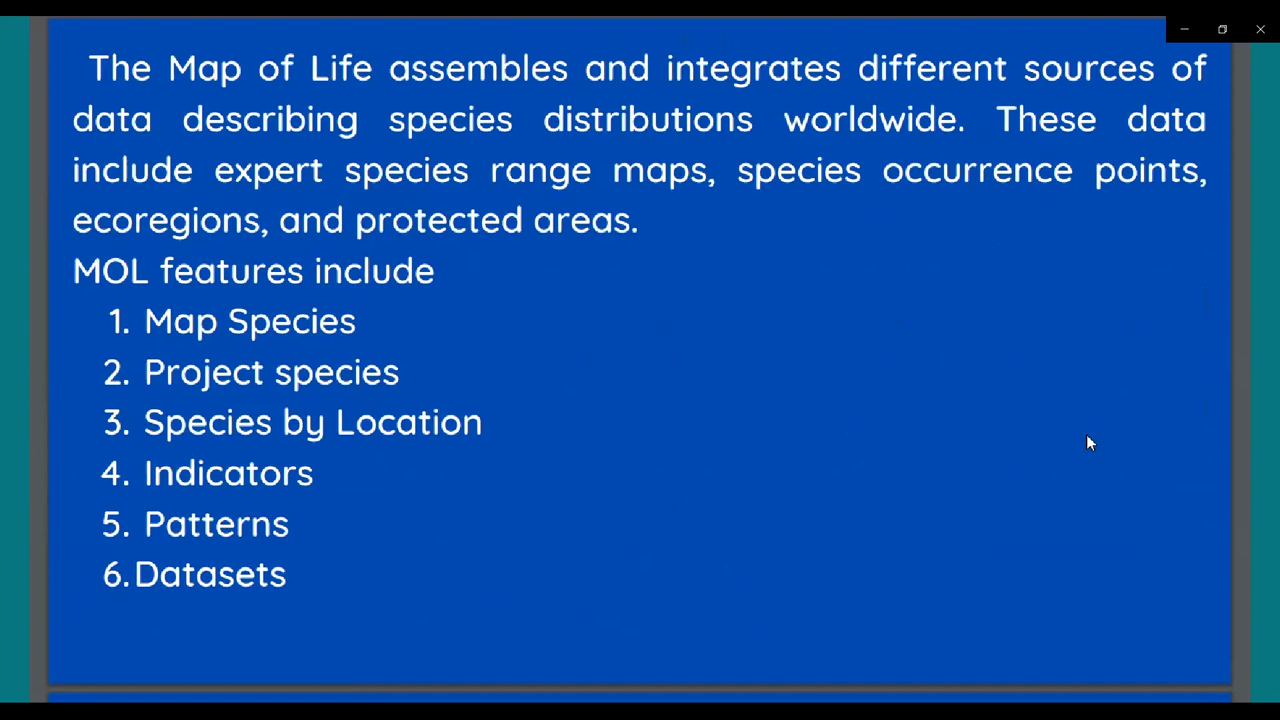 The Map of Life assembles and integrates different sources of
data describing species distributions worldwide. These data
include expert species range maps, species occurrence points,
ecoregions, and protected areas.
MOL features include
1. Map Species
2. Project species
3. Species by Location
4. Indicators
5. Patterns
6. Datasets